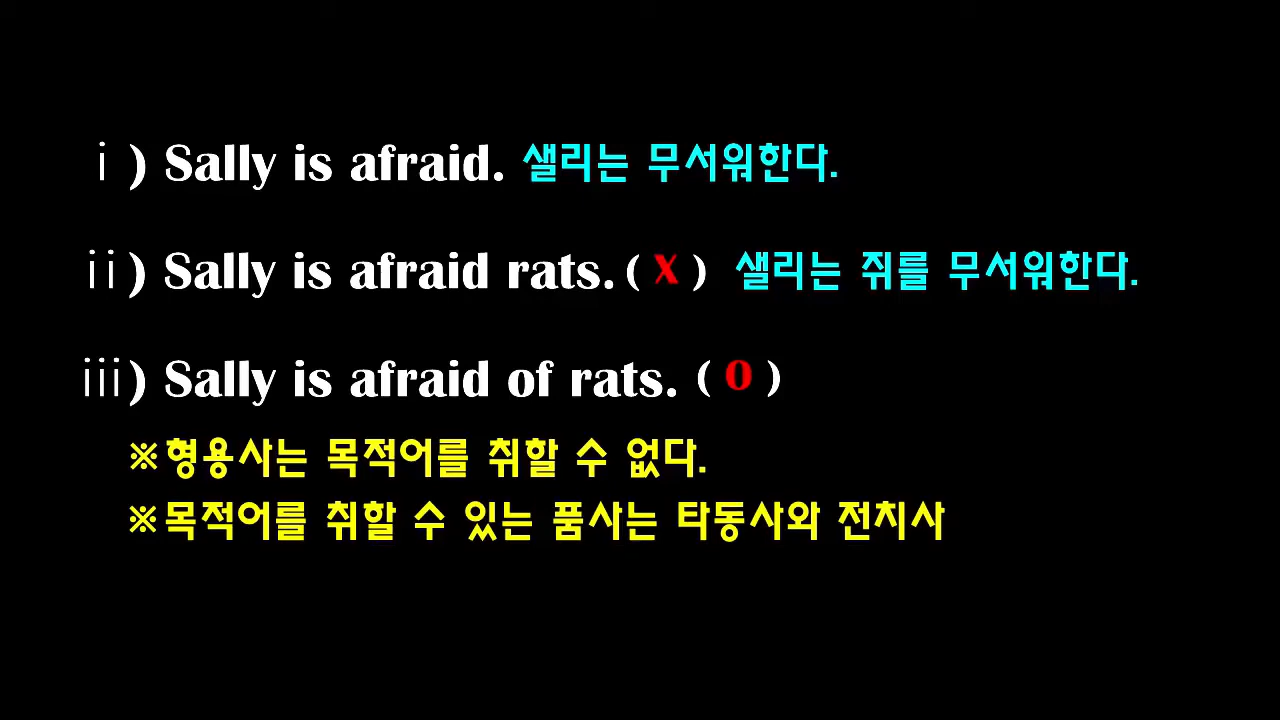 ⅰ) Sally is afraid. 샐리는 무서워한다.
ⅱ) Sally is afraid rats. ( X ) 샐리는 쥐를 무서워한다.
ⅲ) Sally is afraid of rats. ( O )
※형용사는 목적어를 취할 수 없다.
※목적어를 취할 수 있는 품사는 타동사와 전치사